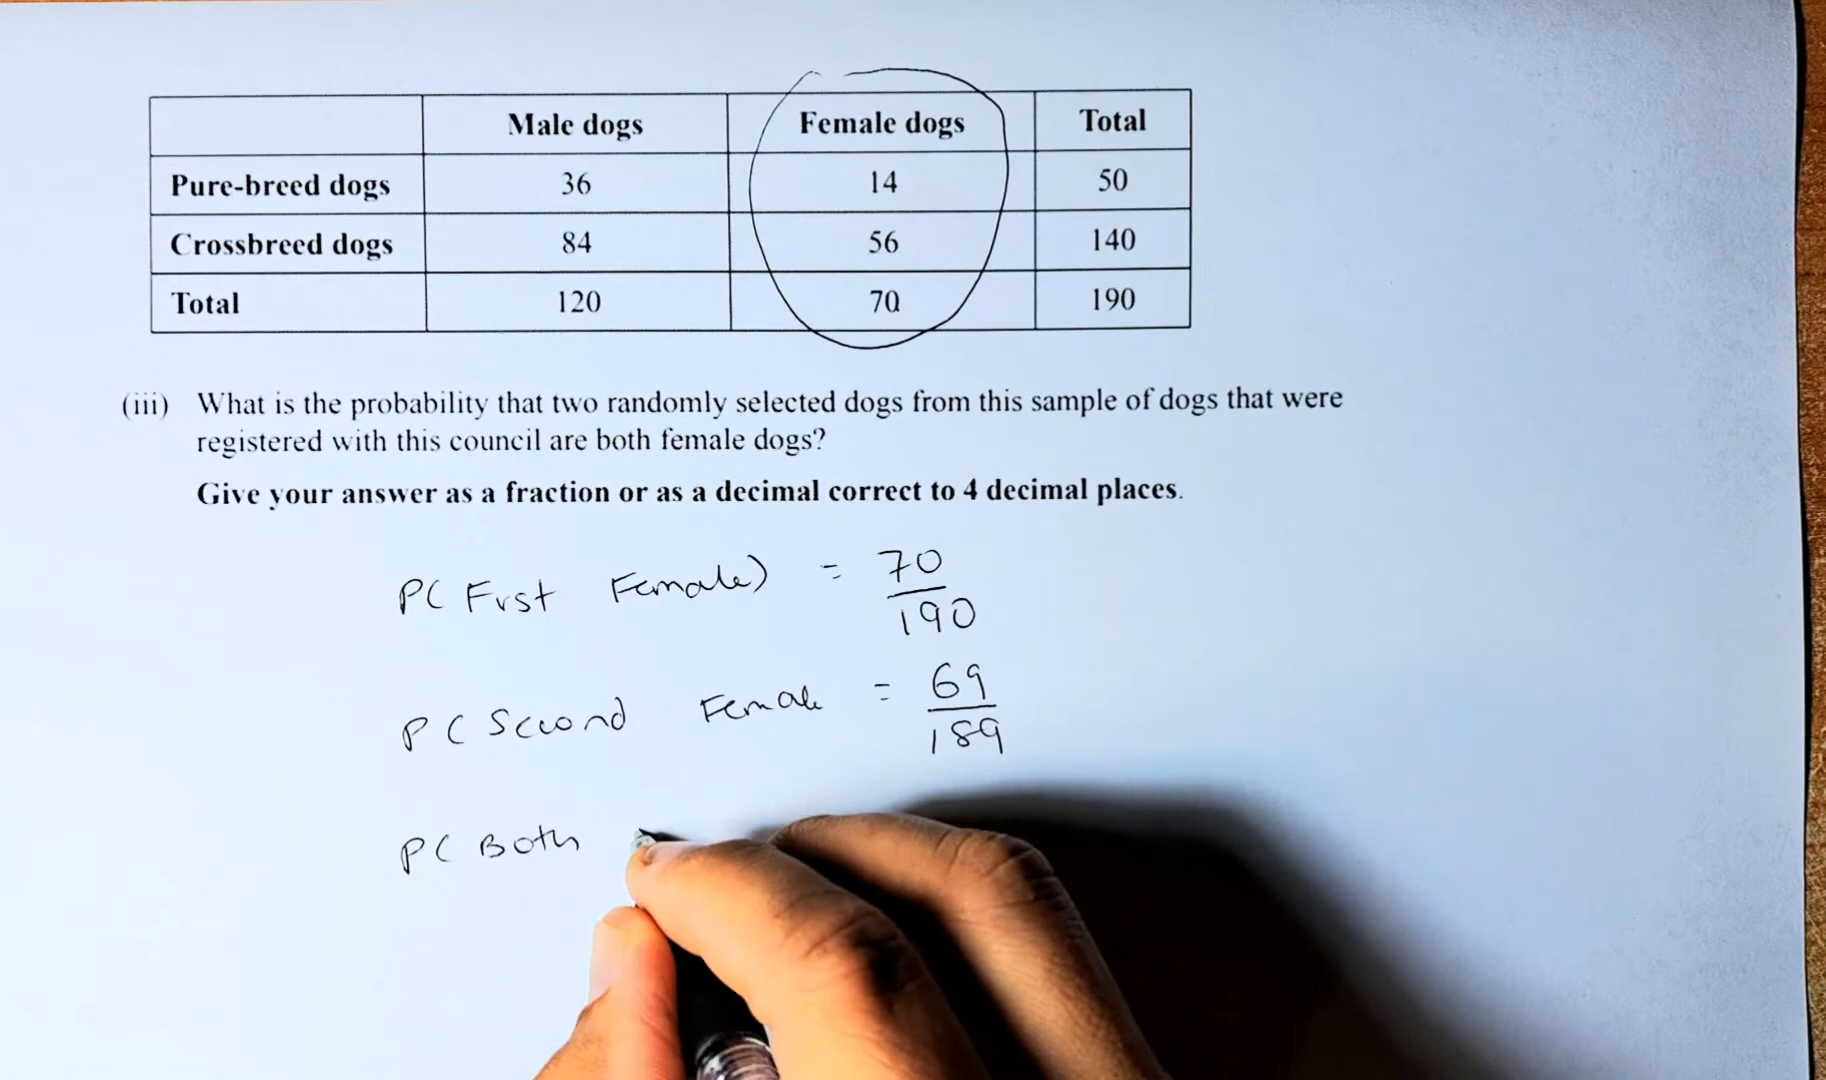 Male dogs Female dogs Total
Pure-breed dogs 36 14 50
Crossbreed dogs 84 56 140
Total 120 70 190
(iii) What is the probability that two randomly selected dogs from this sample of dogs that were
registered with this council are both female dogs?
Give your answer as a fraction or as a decimal correct to 4 decimal places.
P( First Female) = 70/190
P( Second Female = 69/189
P( Both